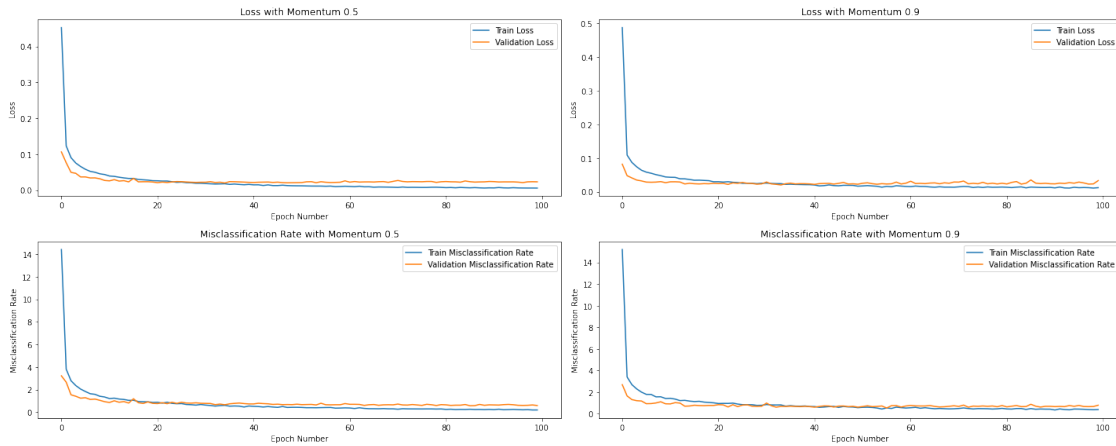 Loss with Momentum 0.5
Train Loss
Validation Loss
Loss
0.4
0.3
0.2
0.1
0.0
0 20 40 60 80 100
Epoch Number
Loss with Momentum 0.9
Train Loss
Validation Loss
Loss
0.5
0.4
0.3
0.2
0.1
0.0
0 20 40 60 80 100
Epoch Number
Misclassification Rate with Momentum 0.5
Train Misclassification Rate
Validation Misclassification Rate
Misclassification Rate
14
12
10
8
6
4
2
0
0 20 40 60 80 100
Epoch Number
Misclassification Rate with Momentum 0.9
Train Misclassification Rate
Validation Misclassification Rate
Misclassification Rate
14
12
10
8
6
4
2
0
0 20 40 60 80 100
Epoch Number